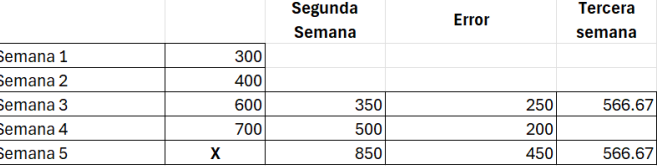 Segunda Semana Error Tercera semana
Semana 1 300
Semana 2 400
Semana 3 600 350 250 566.67
Semana 4 700 500 200
Semana 5 X 850 450 566.67